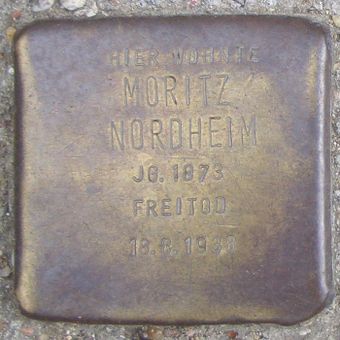 HIER WOHNTE
MORITZ
NORDHEIM
JG. 1873
FREITOD